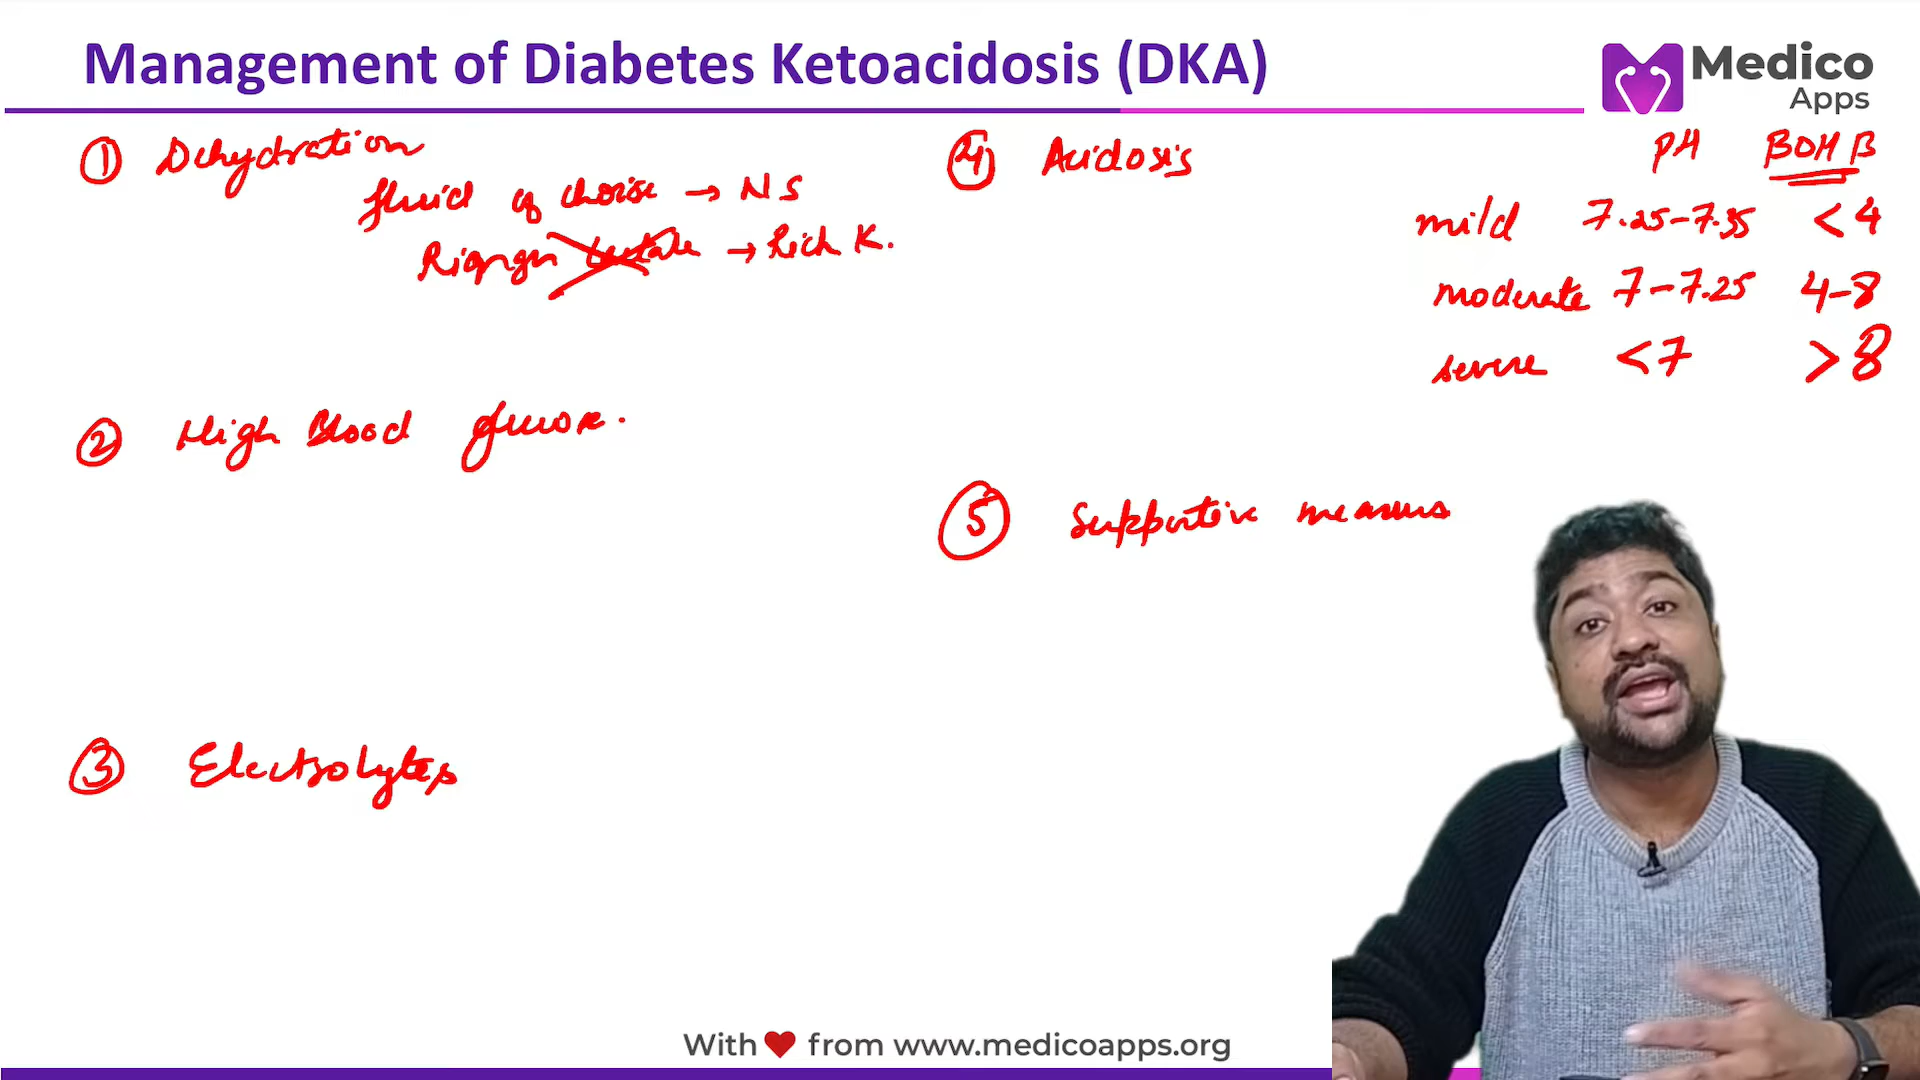 Management of Diabetes Ketoacidosis (DKA)
Medico
Apps
① Dehydration
fluid of choise → NS
Riqnger Lactate → Rich K.
② High Blood glucose.
③ Electrolytes
④ Acidosis
PH BOHB
mild 7.25-7.35 <4
moderate 7-7.25 4-8
severe <7 >8
⑤ Supportive measures
With ❤ from www.medicoapps.org